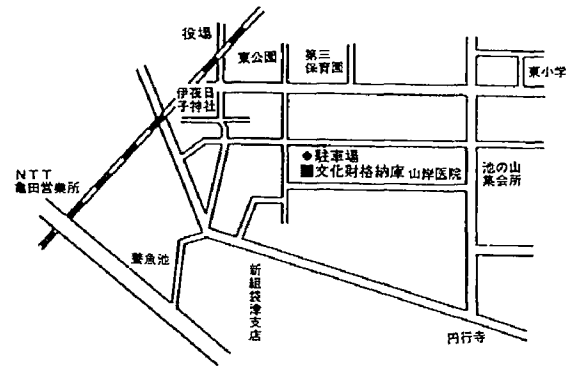 役場
東公園
第三
保育園
東小学
伊夜日
子神社
◆駐車場
■文化財格納庫
山岸医院
池の山
集会所
NTT
亀田営業所
養魚池
新組袋津支店
円行寺